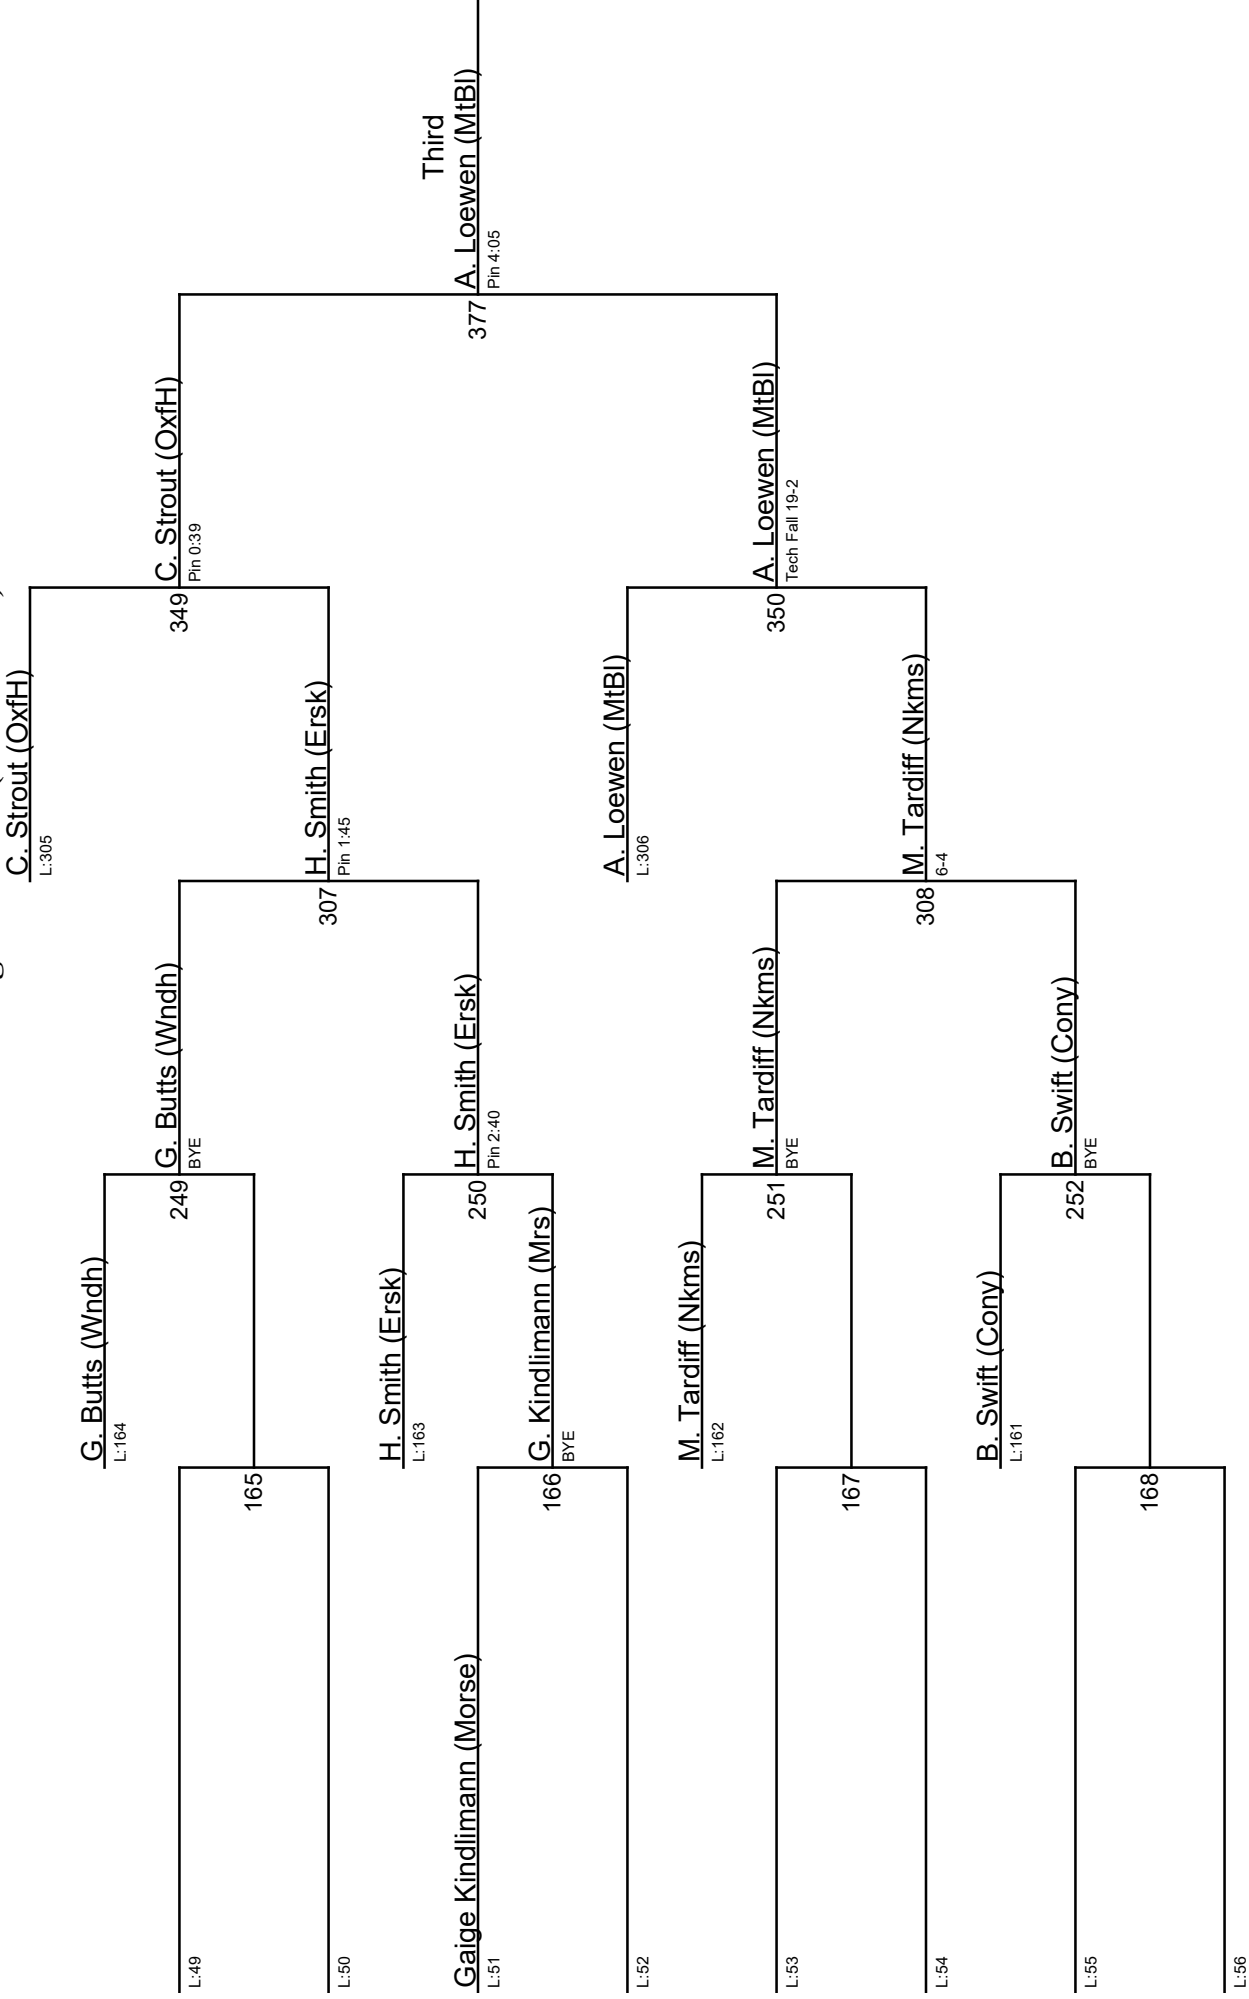 L:49
L:50
Gaige Kindlimann (Morse)
L:51
L:52
L:53
L:54
L:55
L:56
165
166
167
168
G. Butts (Wndh)
L:164
H. Smith (Ersk)
L:163
G. Kindlimann (Mrs)
BYE
M. Tardiff (Nkms)
L:162
B. Swift (Cony)
L:161
249
250
251
252
G. Butts (Wndh)
BYE
H. Smith (Ersk)
Pin 2:40
M. Tardiff (Nkms)
BYE
B. Swift (Cony)
BYE
307
308
C. Strout (OxfH)
L:305
H. Smith (Ersk)
Pin 1:45
A. Loewen (MtBl)
L:306
M. Tardiff (Nkms)
6-4
349
350
C. Strout (OxfH)
Pin 0:39
A. Loewen (MtBl)
Tech Fall 19-2
377
Third
A. Loewen (MtBl)
Pin 4:05